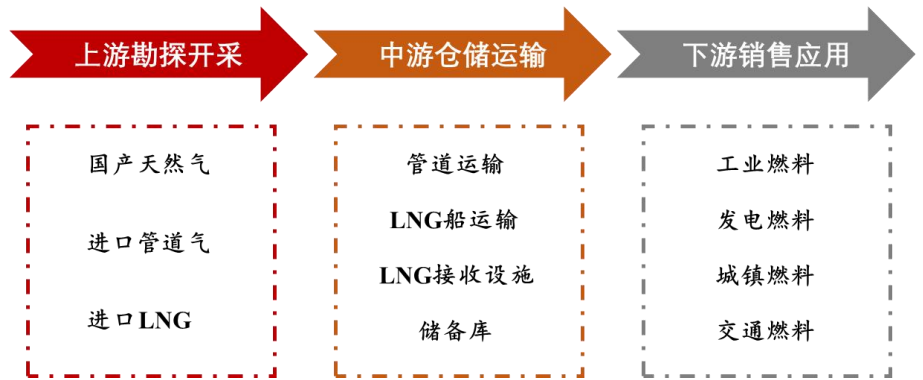 上游勘探开采
中游仓储运输
下游销售应用
国产天然气
进口管道气
进口LNG
管道运输
LNG船运输
LNG接收设施
储备库
工业燃料
发电燃料
城镇燃料
交通燃料